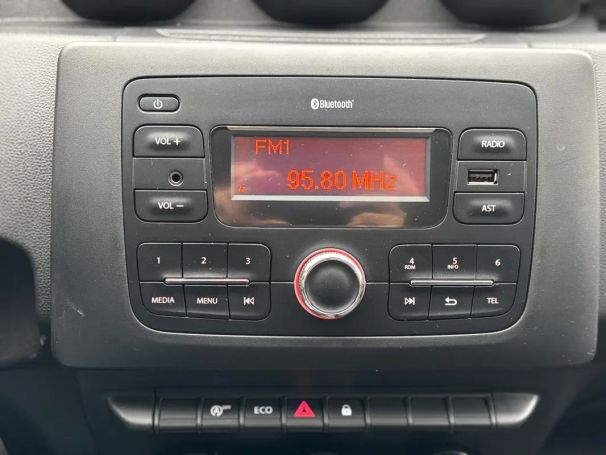 Bluetooth®
VOL +
FM1
RADIO
95.80 MHz
VOL –
AST
1 2 3
4 5 6
RDM INFO
MEDIA MENU
TEL
ECO